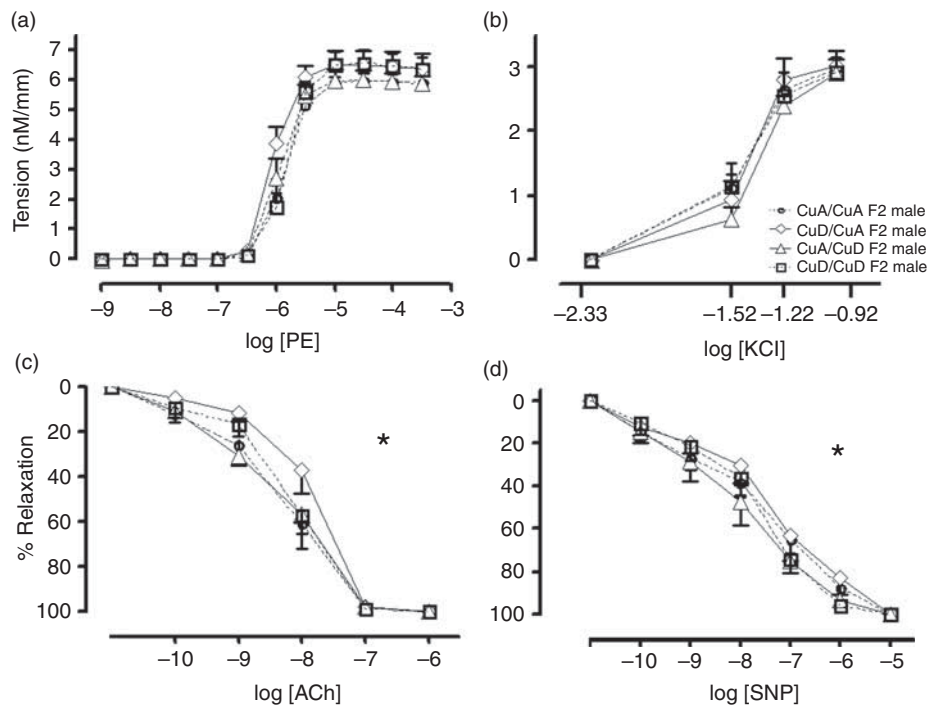 (a)
7
6
5
4
3
2
1
0
Tension (nM/mm)
−9 −8 −7 −6 −5 −4 −3
log [PE]
(b)
3
2
1
0
CuA/CuA F2 male
CuD/CuA F2 male
CuA/CuD F2 male
CuD/CuD F2 male
−2.33 −1.52 −1.22 −0.92
log [KCl]
(c)
0
20
40
60
80
100
% Relaxation
*
−10 −9 −8 −7 −6
log [ACh]
(d)
0
20
40
60
80
100
*
−10 −9 −8 −7 −6 −5
log [SNP]